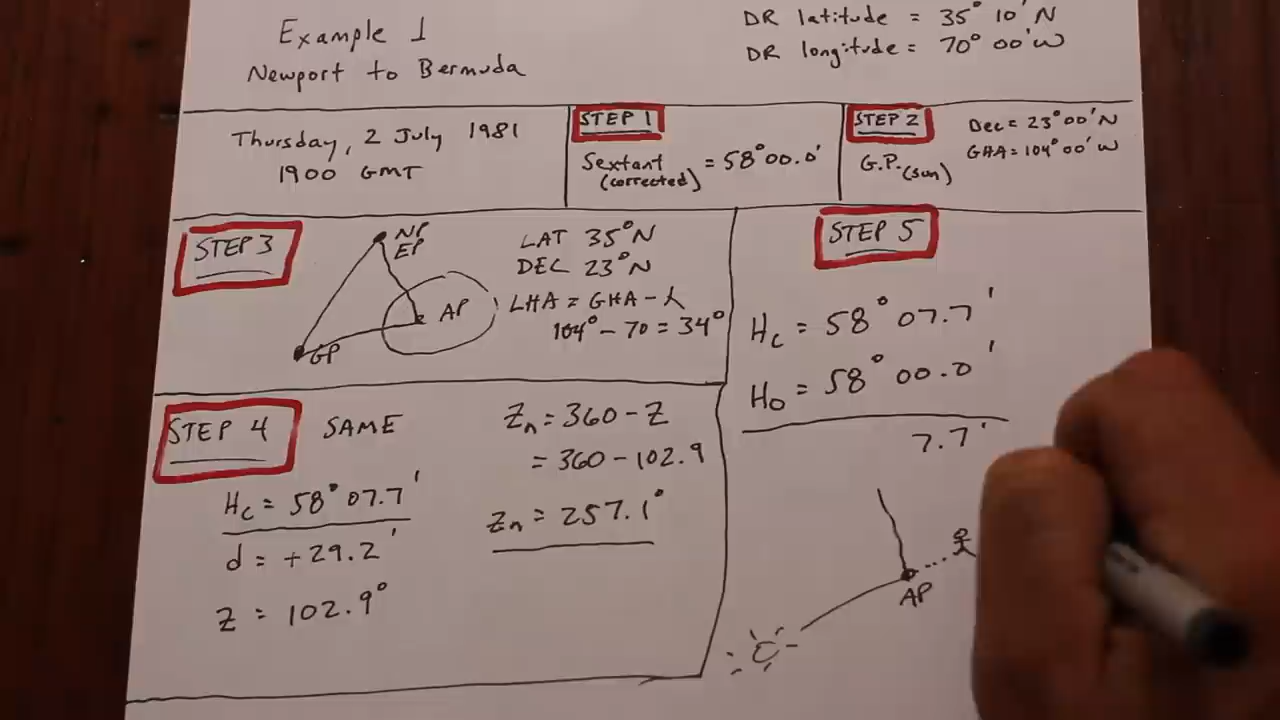 Example 1
Newport to Bermuda
DR latitude = 35° 10' N
DR longitude = 70° 00' W
Thursday, 2 July 1981
1900 GMT
STEP 1
Sextant = 58° 00.0'
(corrected)
STEP 2
Dec = 23° 00' N
GHA = 104° 00' W
G.P. (sun)
STEP 3
NP
EP
AP
GP
LAT 35° N
DEC 23° N
LHA = GHA - λ
104° - 70 = 34°
STEP 4 SAME
Hc = 58° 07.7'
d = +29.2'
Z = 102.9°
Zn = 360 - Z
= 360 - 102.9
Zn = 257.1°
STEP 5
Hc = 58° 07.7'
Ho = 58° 00.0'
7.7'
AP